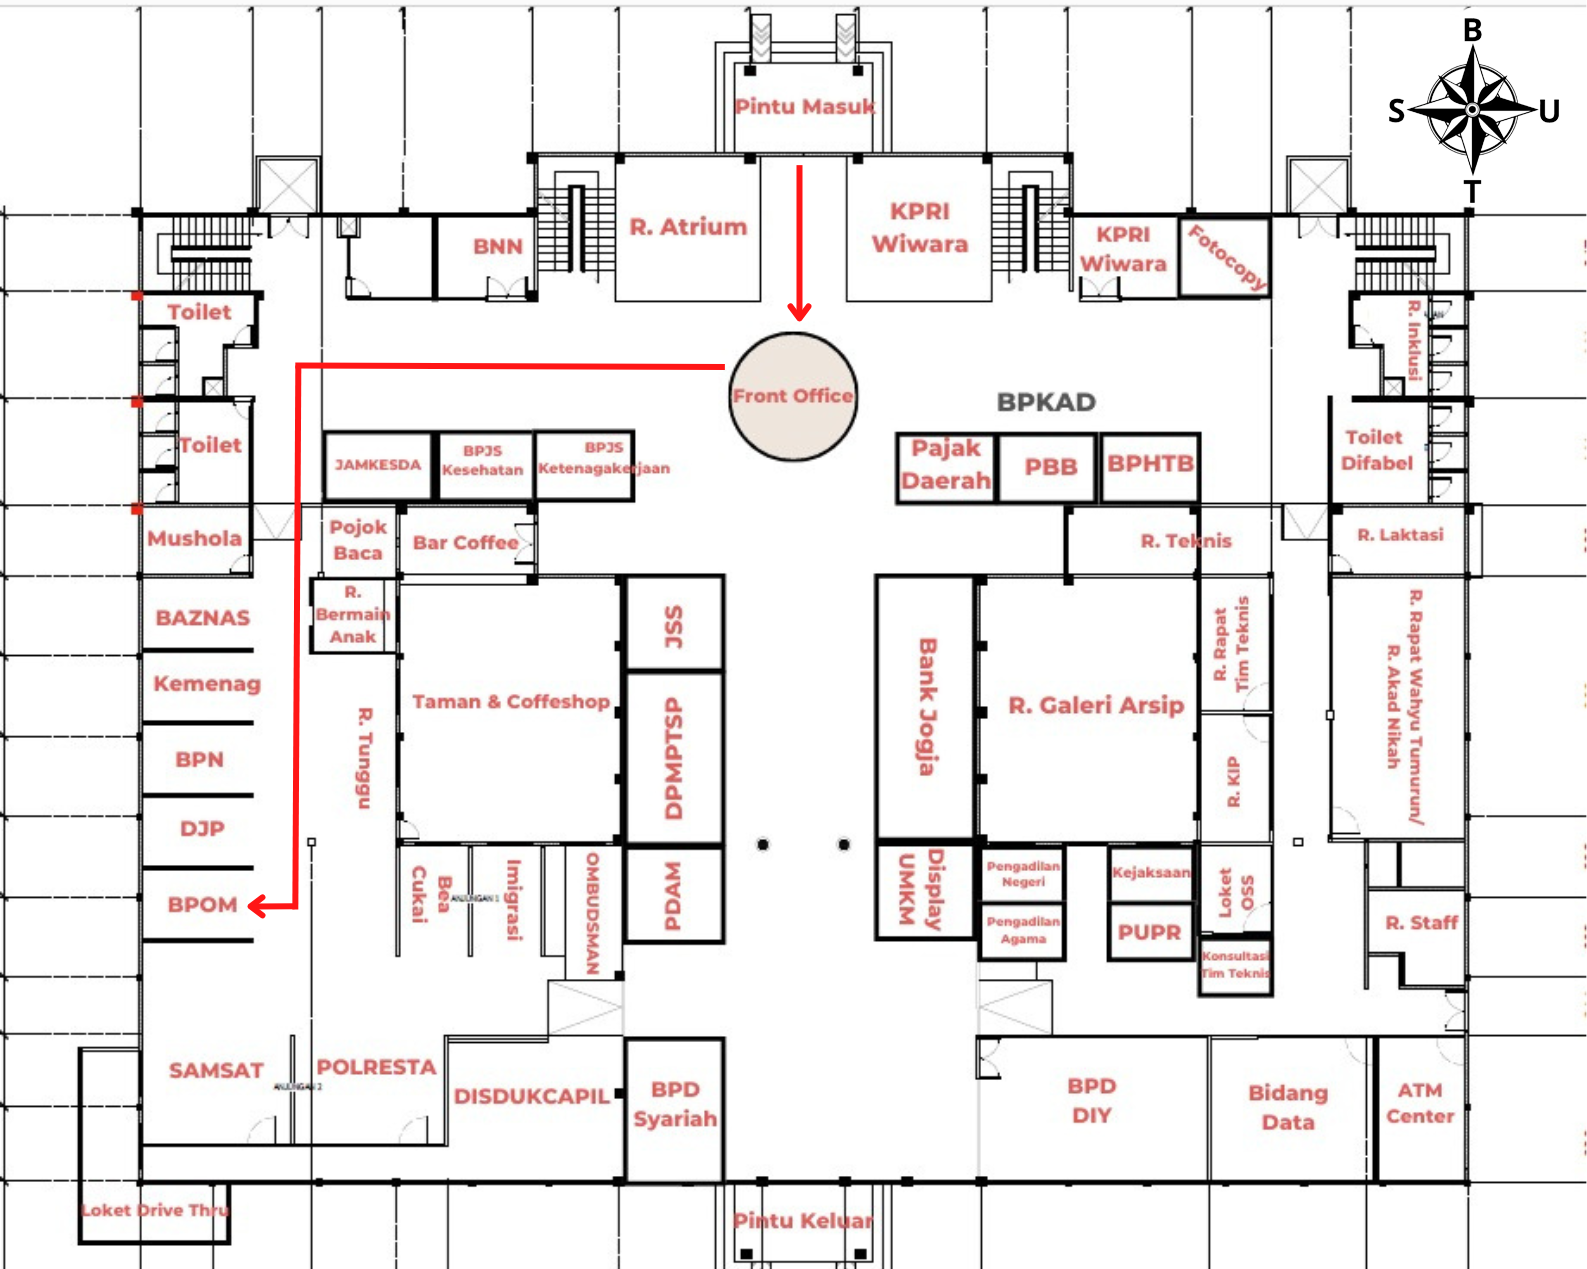 B
S
U
T
Pintu Masuk
R. Atrium
KPRI
Wiwara
BNN
KPRI
Wiwara
Fotocopy
Toilet
R. Inklusi
Front Office
BPKAD
Toilet
JAMKESDA
BPJS
Kesehatan
BPJS
Ketenagakerjaan
Pajak
Daerah
PBB
BPHTB
Toilet
Difabel
Mushola
Pojok
Baca
Bar Coffee
R. Teknis
R. Laktasi
BAZNAS
R.
Bermain
Anak
JSS
Bank Jogja
R. Rapat
Tim Teknis
R. Rapat Wahyu Tumurun/
R. Akad Nikah
Kemenag
R. Tunggu
Taman & Coffeshop
DPMPTSP
R. Galeri Arsip
BPN
R. KIP
DJP
BPOM
Bea
Cukai
ANJUNGAN 1
Imigrasi
OMBUDSMAN
PDAM
Display
UMKM
Pengadilan
Negeri
Kejaksaan
Loket
OSS
Pengadilan
Agama
PUPR
R. Staff
Konsultasi
Tim Teknis
SAMSAT
ANJUNGAN 2
POLRESTA
DISDUKCAPIL
BPD
Syariah
BPD
DIY
Bidang
Data
ATM
Center
Loket Drive Thru
Pintu Keluar